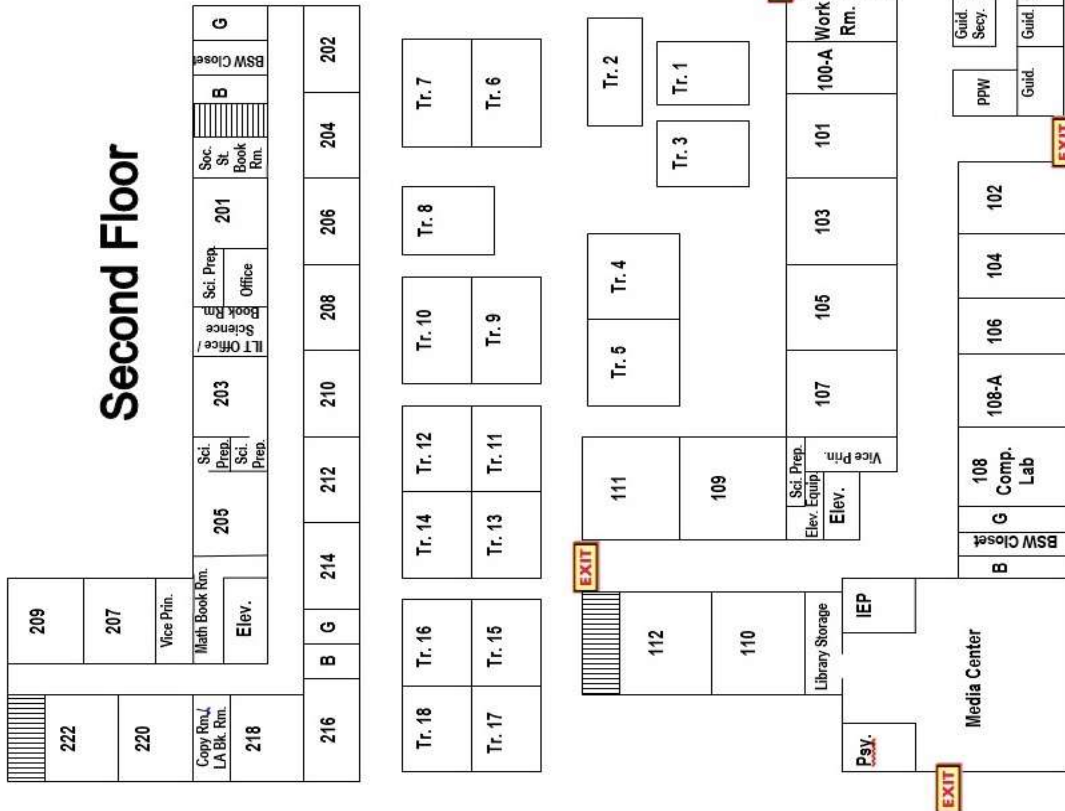 Second Floor
222
220
Copy Rm./
LA Bk. Rm.
218
209
207
Vice Prin.
Math Book Rm.
Elev.
205
Sci.
Prep.
Sci.
Prep.
203
ILT Office /
Science
Book Rm
Sci. Prep.
Office
201
Soc.
St.
Book
Rm.
B
BSW Closet
G
216
B
G
214
212
210
208
206
204
202
Tr. 18
Tr. 16
Tr. 14
Tr. 12
Tr. 10
Tr. 8
Tr. 7
Tr. 17
Tr. 15
Tr. 13
Tr. 11
Tr. 9
Tr. 6
Tr. 5
Tr. 4
Tr. 2
Tr. 3
Tr. 1
EXIT
112
110
Library Storage
111
109
Sci. Prep.
Elev. Equip.
Elev.
Vice Prin.
107
105
103
101
100-A
Work
Rm.
Psy.
IEP
Media Center
EXIT
B
BSW Closet
G
108
Comp.
Lab
108-A
106
104
102
EXIT
PPW
Guid.
Secy.
Guid.
Guid.